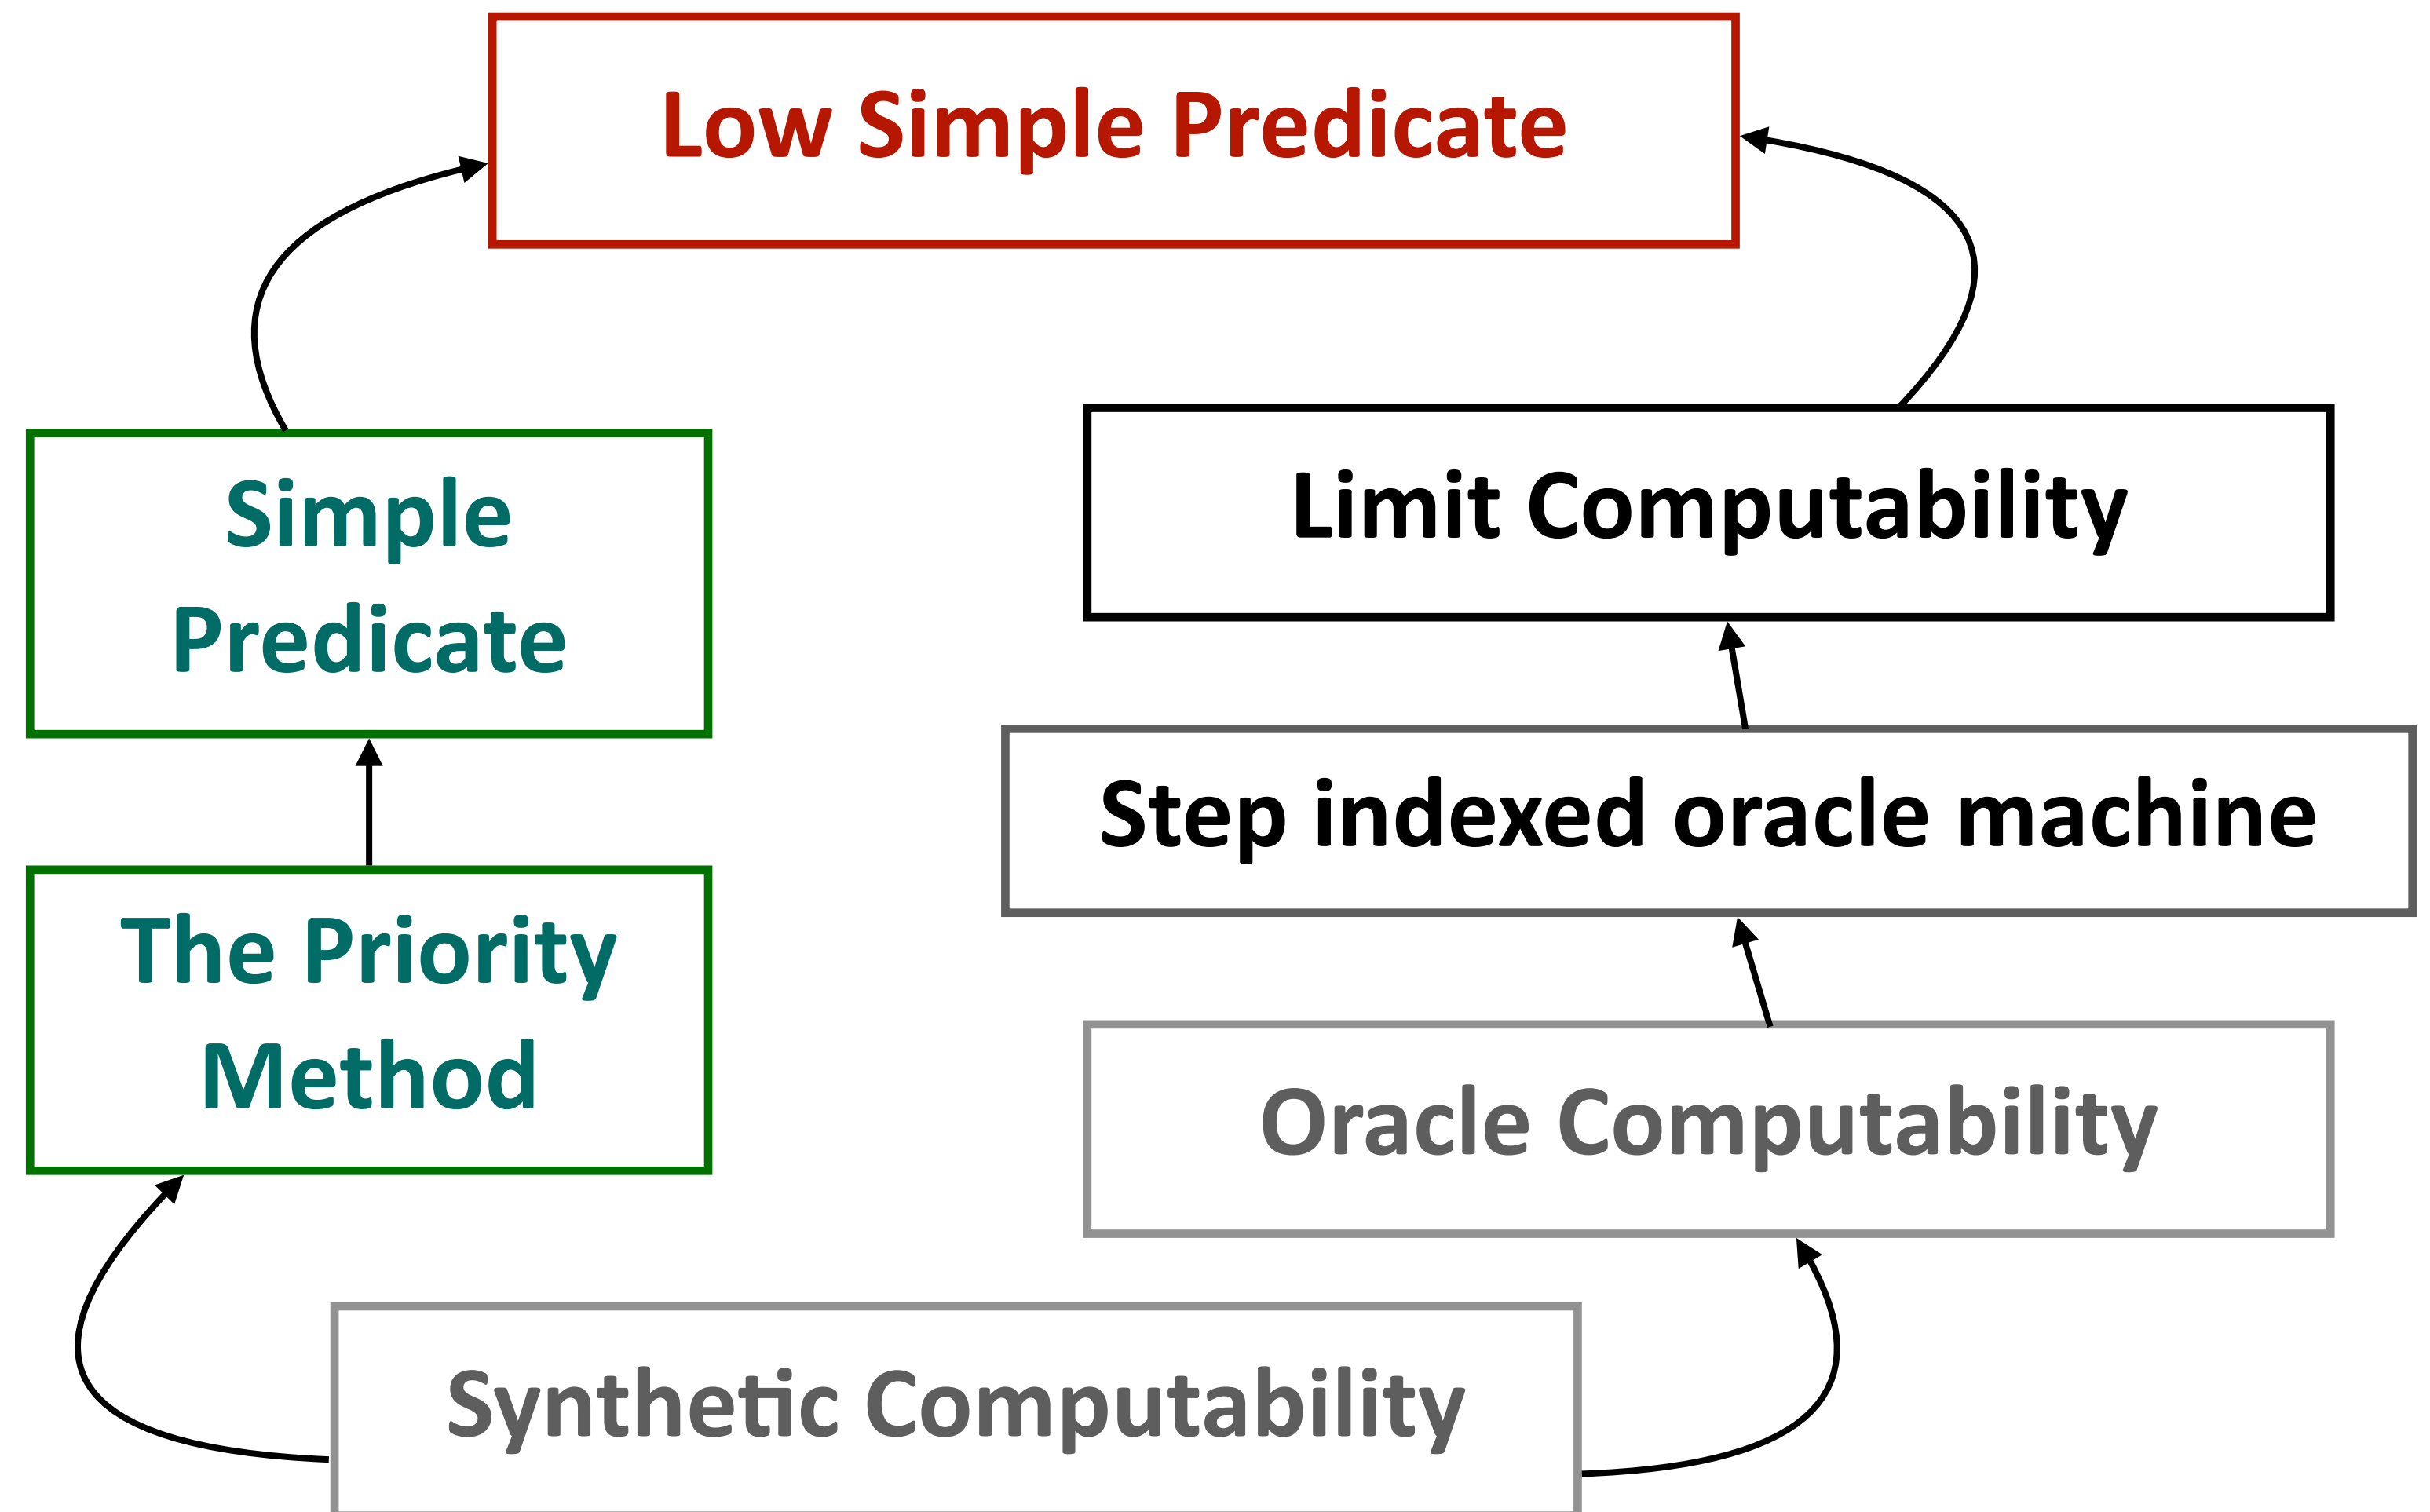 Low Simple Predicate
Simple
Predicate
Limit Computability
Step indexed oracle machine
The Priority
Method
Oracle Computability
Synthetic Computability